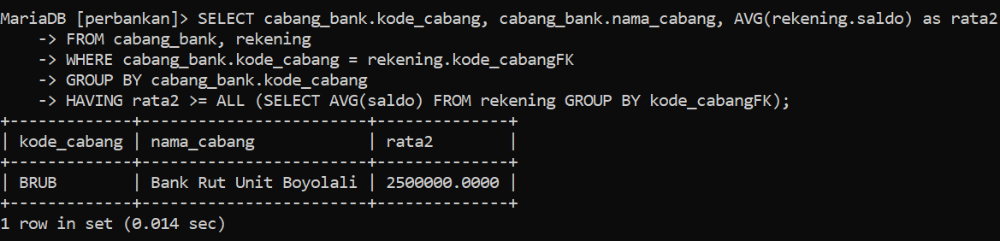 MariaDB [perbankan]> SELECT cabang_bank.kode_cabang, cabang_bank.nama_cabang, AVG(rekening.saldo) as rata2
    -> FROM cabang_bank, rekening
    -> WHERE cabang_bank.kode_cabang = rekening.kode_cabangFK
    -> GROUP BY cabang_bank.kode_cabang
    -> HAVING rata2 >= ALL (SELECT AVG(saldo) FROM rekening GROUP BY kode_cabangFK);
+-------------+------------------------+--------------+
| kode_cabang | nama_cabang            | rata2        |
+-------------+------------------------+--------------+
| BRUB        | Bank Rut Unit Boyolali | 2500000.0000 |
+-------------+------------------------+--------------+
1 row in set (0.014 sec)